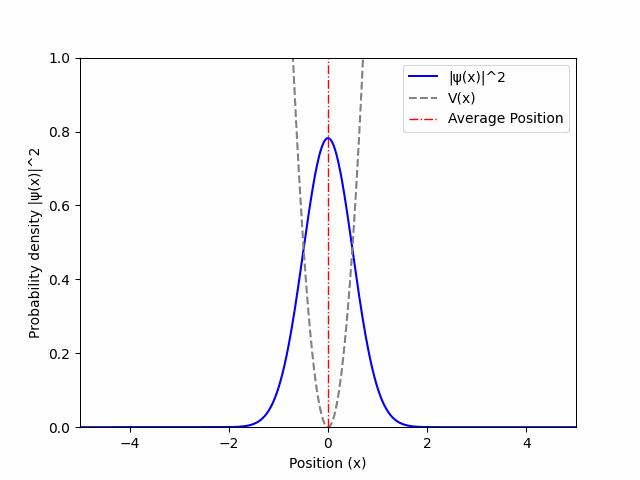 |ψ(x)|^2
V(x)
Average Position
Probability density |ψ(x)|^2
1.0
0.8
0.6
0.4
0.2
0.0
−4 −2 0 2 4
Position (x)